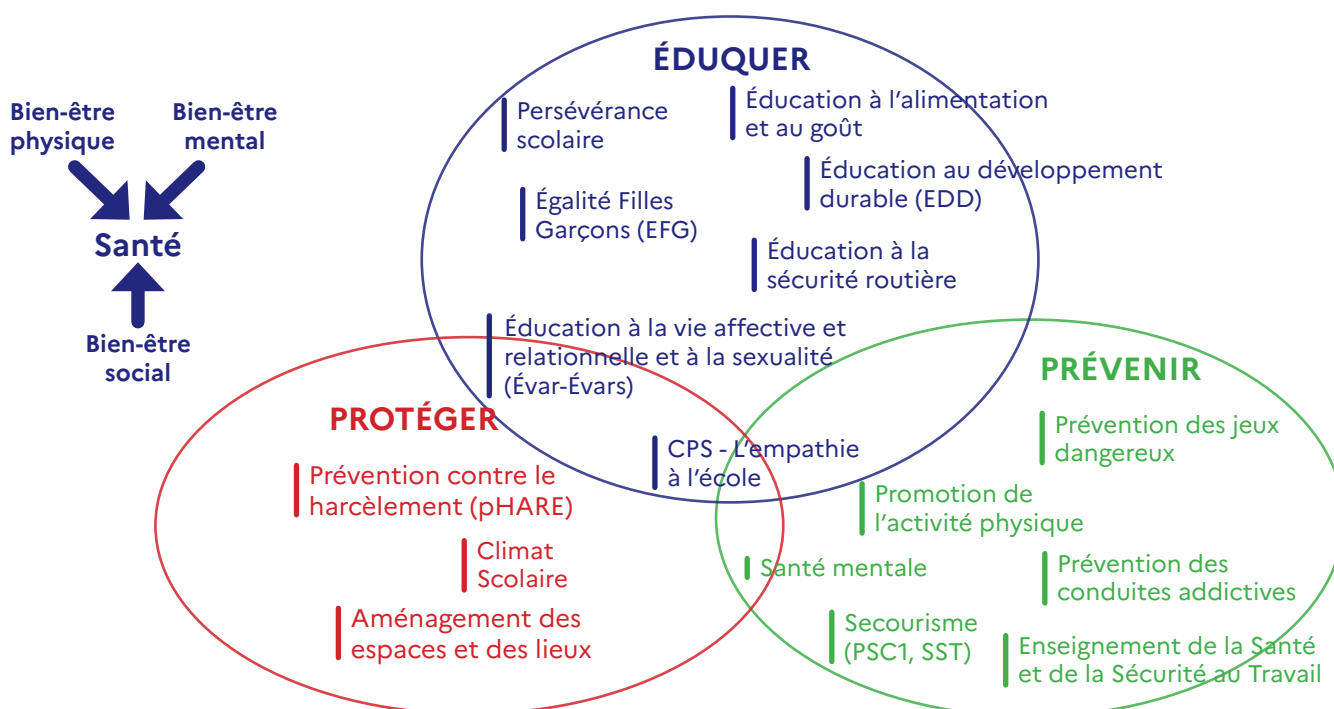 Bien-être
physique
Bien-être
mental
Santé
Bien-être
social
ÉDUQUER
Persévérance
scolaire
Éducation à l'alimentation
et au goût
Éducation au développement
durable (EDD)
Égalité Filles
Garçons (EFG)
Éducation à la
sécurité routière
Éducation à la vie affective et
relationnelle et à la sexualité
(Évar-Évars)
CPS - L'empathie
à l'école
PROTÉGER
Prévention contre le
harcèlement (pHARE)
Climat
Scolaire
Aménagement des
espaces et des lieux
PRÉVENIR
Prévention des jeux
dangereux
Promotion de
l'activité physique
Santé mentale
Prévention des
conduites addictives
Secourisme
(PSC1, SST)
Enseignement de la Santé
et de la Sécurité au Travail